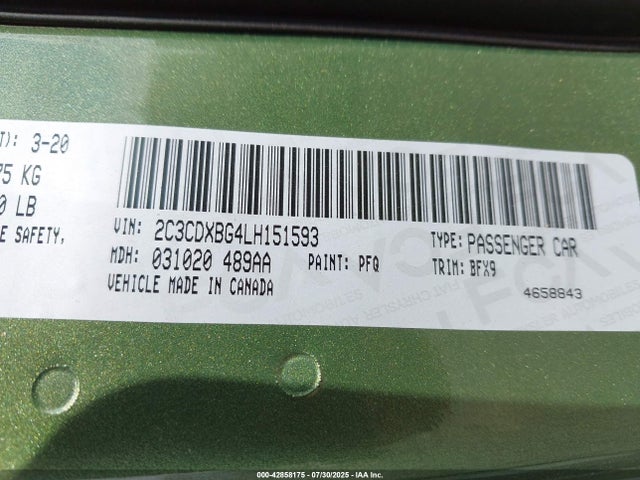 T): 3-20
75 KG
0 LB
E SAFETY,
VIN: 2C3CDXBG4LH151593
TYPE: PASSENGER CAR
MDH: 031020 489AA PAINT: PFQ
TRIM: BFX9
VEHICLE MADE IN CANADA
4658843
000-42858175 | 07/30/2025 | IAA Inc.